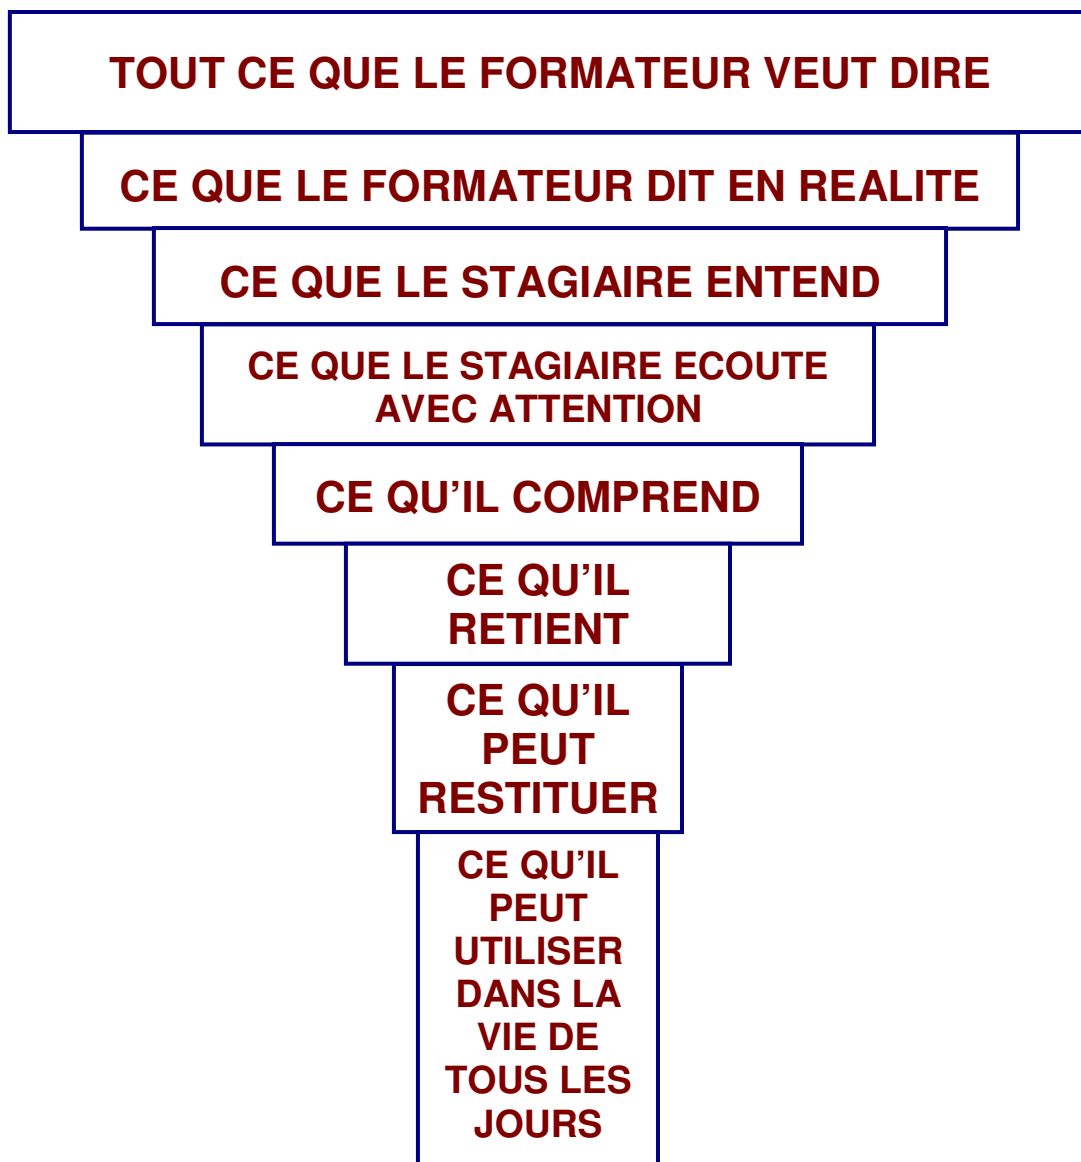 TOUT CE QUE LE FORMATEUR VEUT DIRE
CE QUE LE FORMATEUR DIT EN REALITE
CE QUE LE STAGIAIRE ENTEND
CE QUE LE STAGIAIRE ECOUTE
AVEC ATTENTION
CE QU’IL COMPREND
CE QU’IL
RETIENT
CE QU’IL
PEUT
RESTITUER
CE QU’IL
PEUT
UTILISER
DANS LA
VIE DE
TOUS LES
JOURS